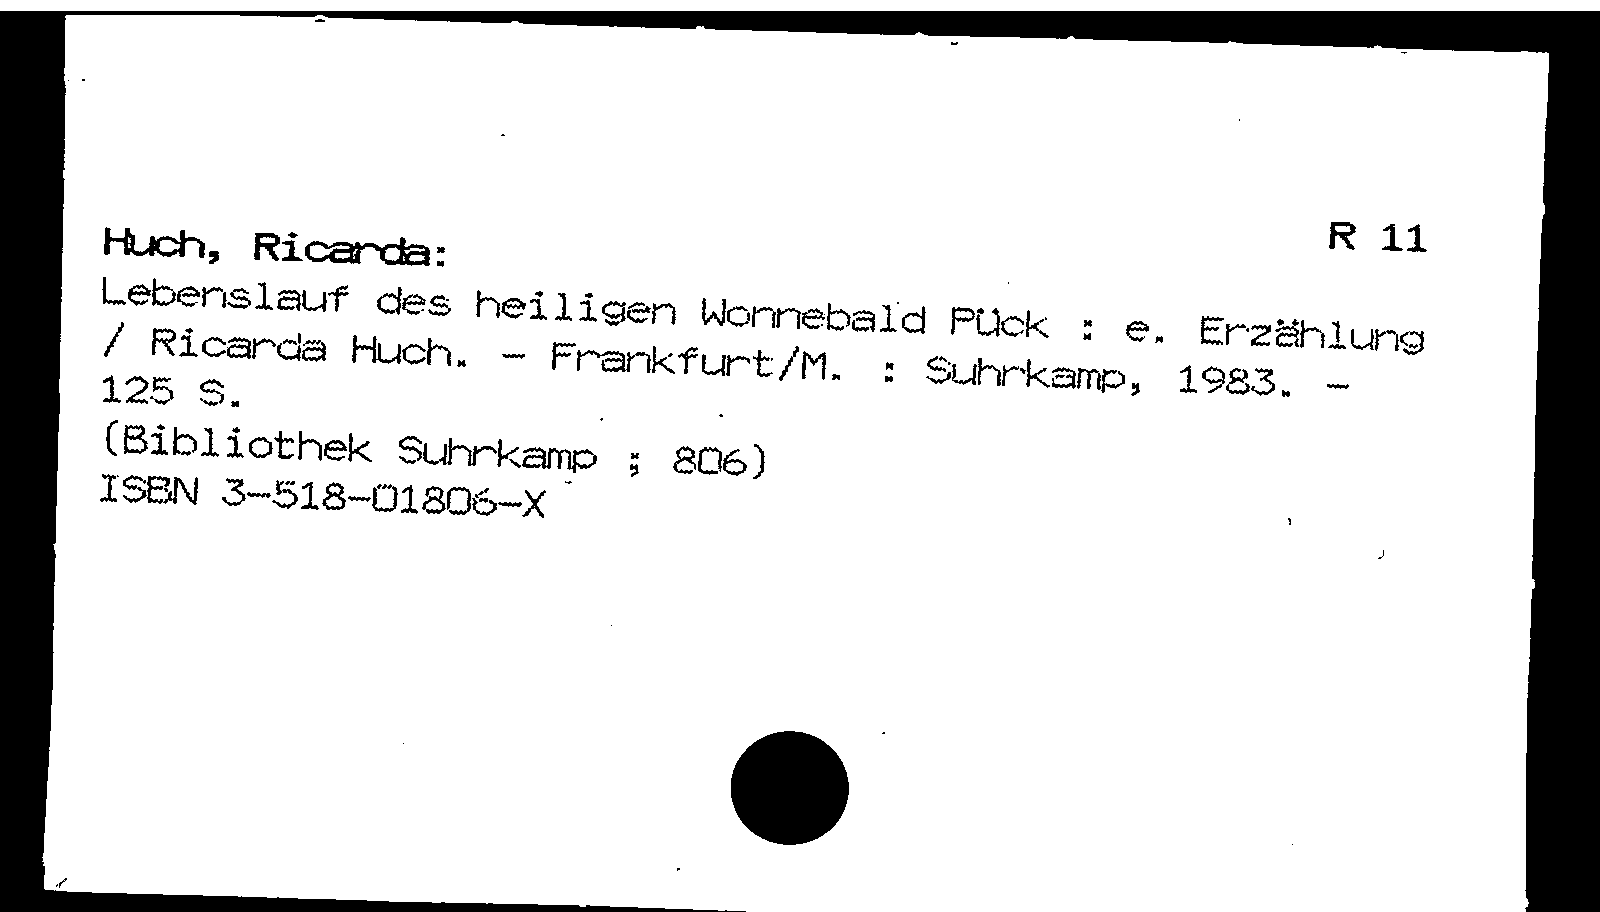 Huch, Ricarda: R 11
Lebenslauf des heiligen Wonnebald Pück : e. Erzählung
/ Ricarda Huch. - Frankfurt/M. : Suhrkamp, 1983. -
125 S.
(Bibliothek Suhrkamp ; 806)
ISBN 3-518-01806-X